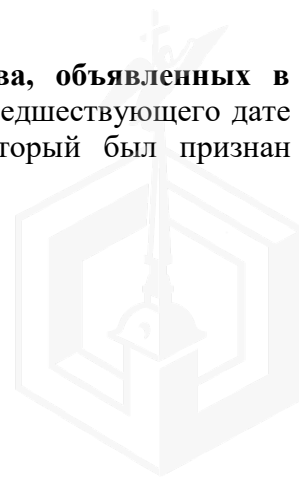 ва, объявленных в
едшествующего дате
торый был признан